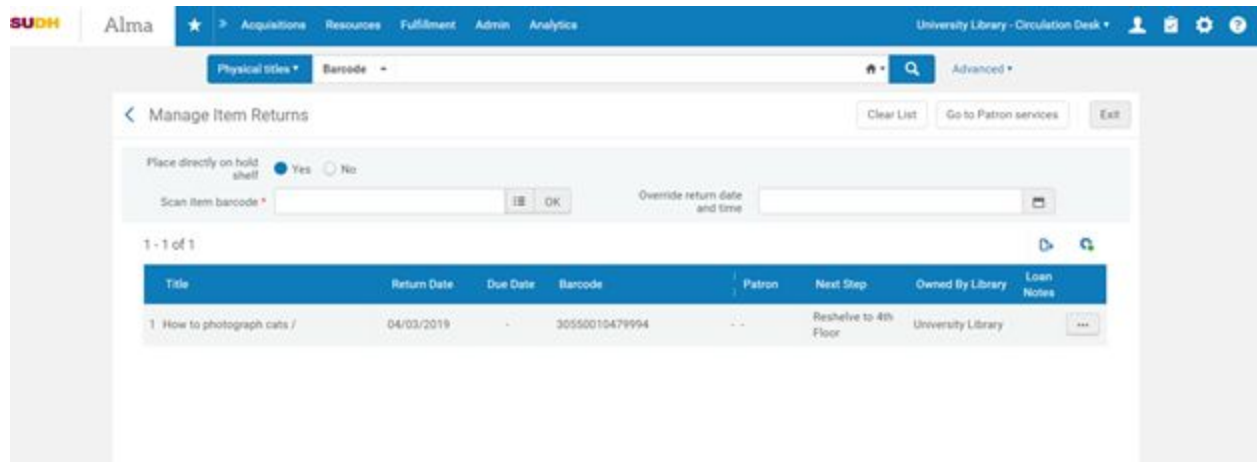 SUDH Alma Acquisitions Resources Fulfillment Admin Analytics University Library - Circulation Desk
Physical titles Barcode Advanced
Manage Item Returns Clear List Go to Patron services Exit
Place directly on hold shelf Yes No
Scan item barcode * OK Override return date and time
1 - 1 of 1
Title Return Date Due Date Barcode Patron Next Step Owned By Library Loan Notes
1 How to photograph cats / 04/03/2019 - 30550010479994 - - Reshelve to 4th Floor University Library ...